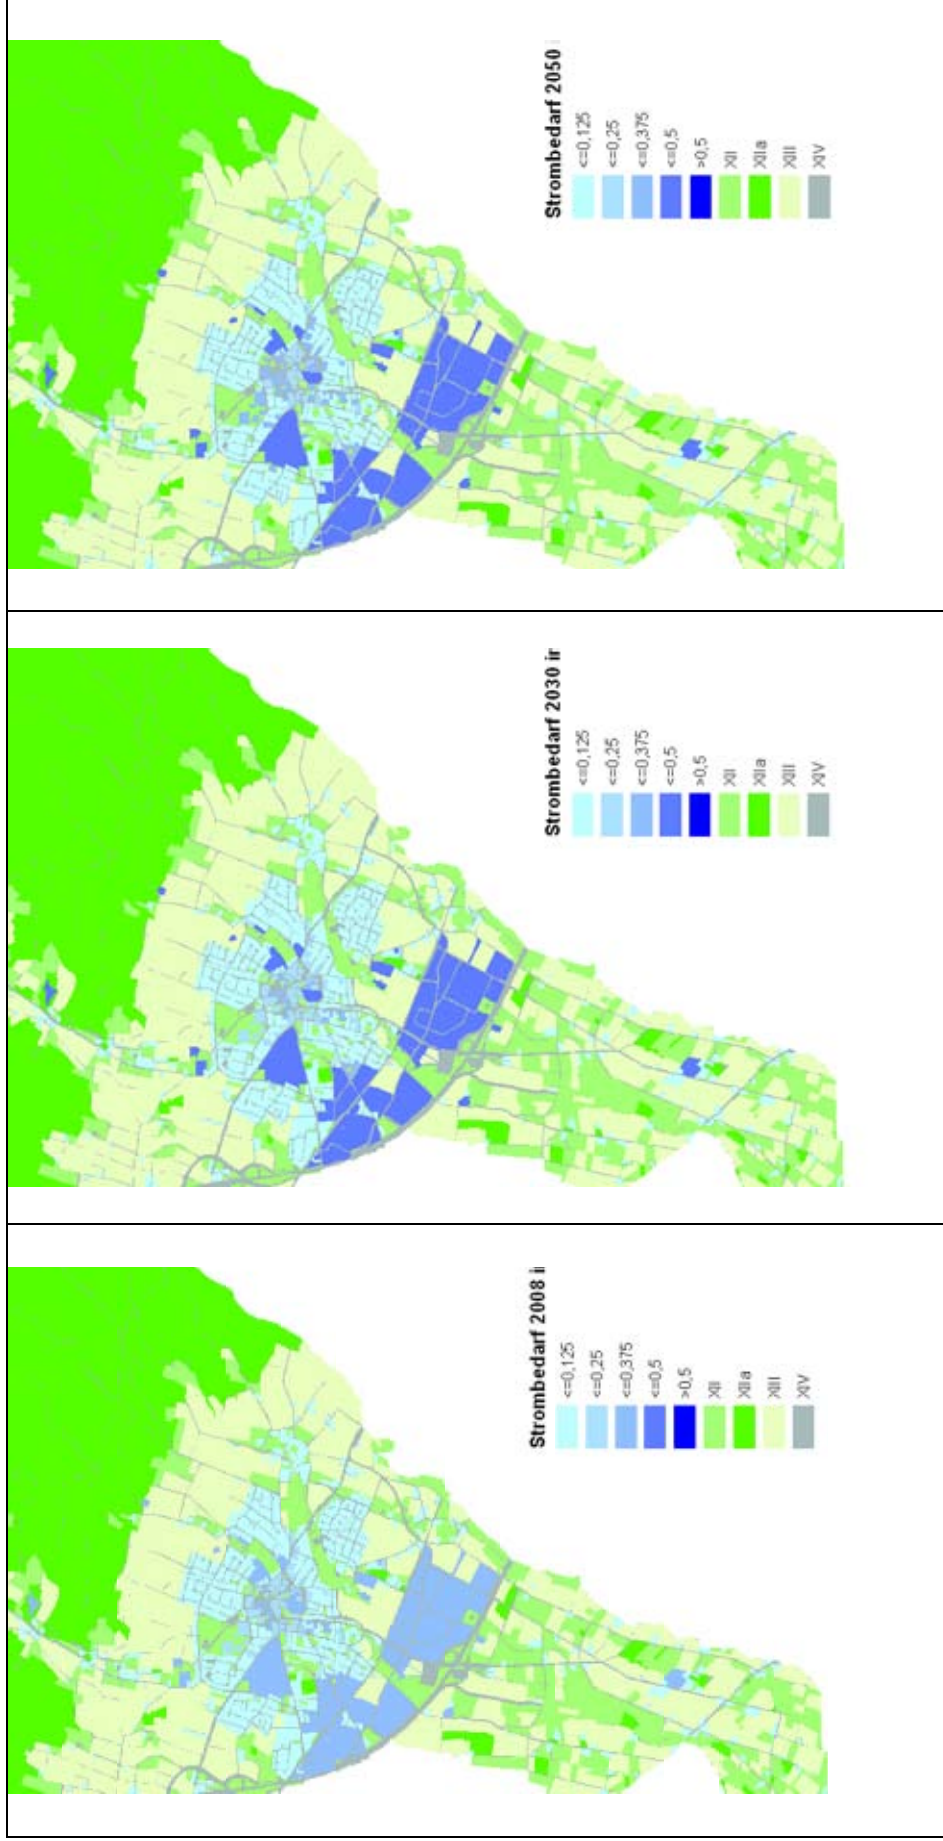 Strombedarf 2008 i
<=0,125
<=0,25
<=0,375
<=0,5
>0,5
XII
XIIa
XIII
XIV
Strombedarf 2030 ir
<=0,125
<=0,25
<=0,375
<=0,5
>0,5
XII
XIIa
XIII
XIV
Strombedarf 2050
<=0,125
<=0,25
<=0,375
<=0,5
>0,5
XII
XIIa
XIII
XIV